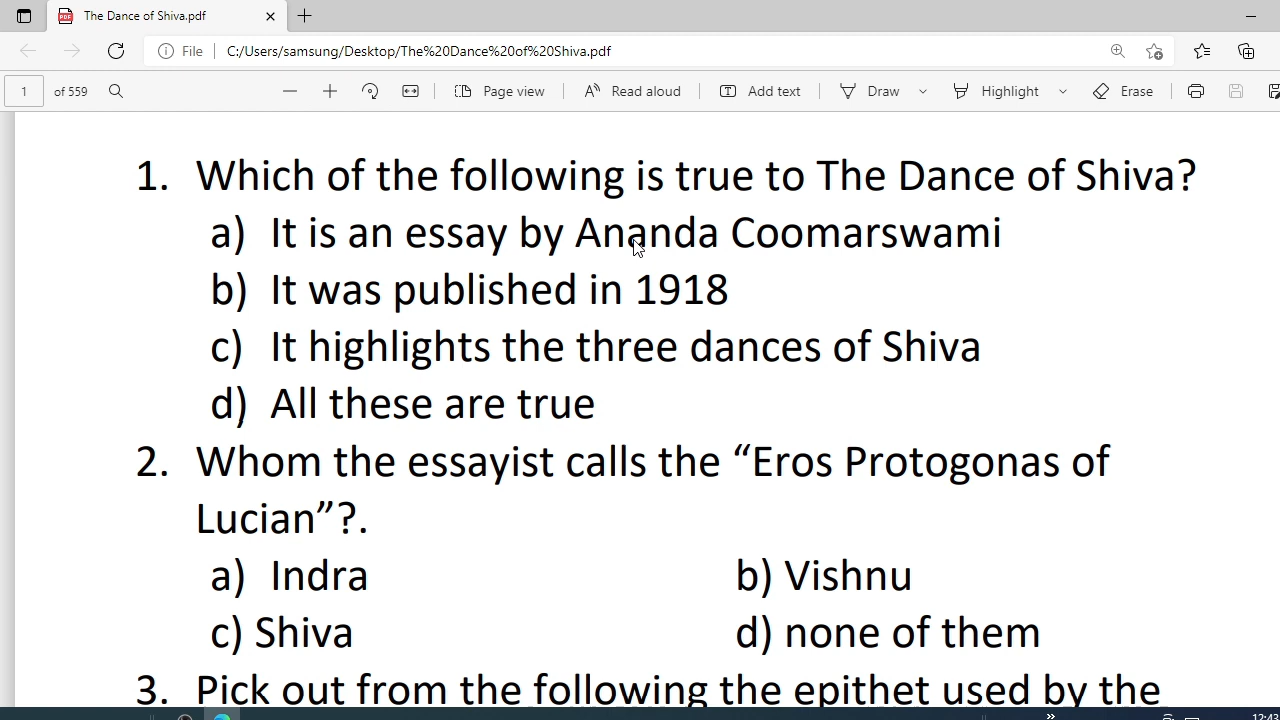 The Dance of Shiva.pdf
File C:/Users/samsung/Desktop/The%20Dance%20of%20Shiva.pdf
1 of 559 Page view Read aloud Add text Draw Highlight Erase
1. Which of the following is true to The Dance of Shiva?
a) It is an essay by Ananda Coomarswami
b) It was published in 1918
c) It highlights the three dances of Shiva
d) All these are true
2. Whom the essayist calls the “Eros Protogonas of
Lucian”?.
a) Indra b) Vishnu
c) Shiva d) none of them
3. Pick out from the following the epithet used by the
12:43